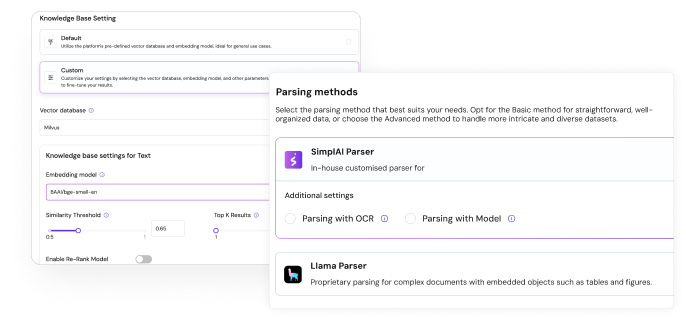 Knowledge Base Setting
Default
Utilize the platform's pre-defined vector database and embedding model, ideal for general use cases.
Custom
Customize your settings by selecting the vector database, embedding model, and other parameters
to fine-tune your results.
Vector database
Milvus
Knowledge base settings for Text
Embedding model
BAAI/bge-small-en
Similarity Threshold
Top K Results
0.65
0.5
1
1
Enable Re-Rank Model
Parsing methods
Select the parsing method that best suits your needs. Opt for the Basic method for straightforward, well-
organized data, or choose the Advanced method to handle more intricate and diverse datasets.
SimplAI Parser
In-house customised parser for
Additional settings
Parsing with OCR
Parsing with Model
Llama Parser
Proprietary parsing for complex documents with embedded objects such as tables and figures.